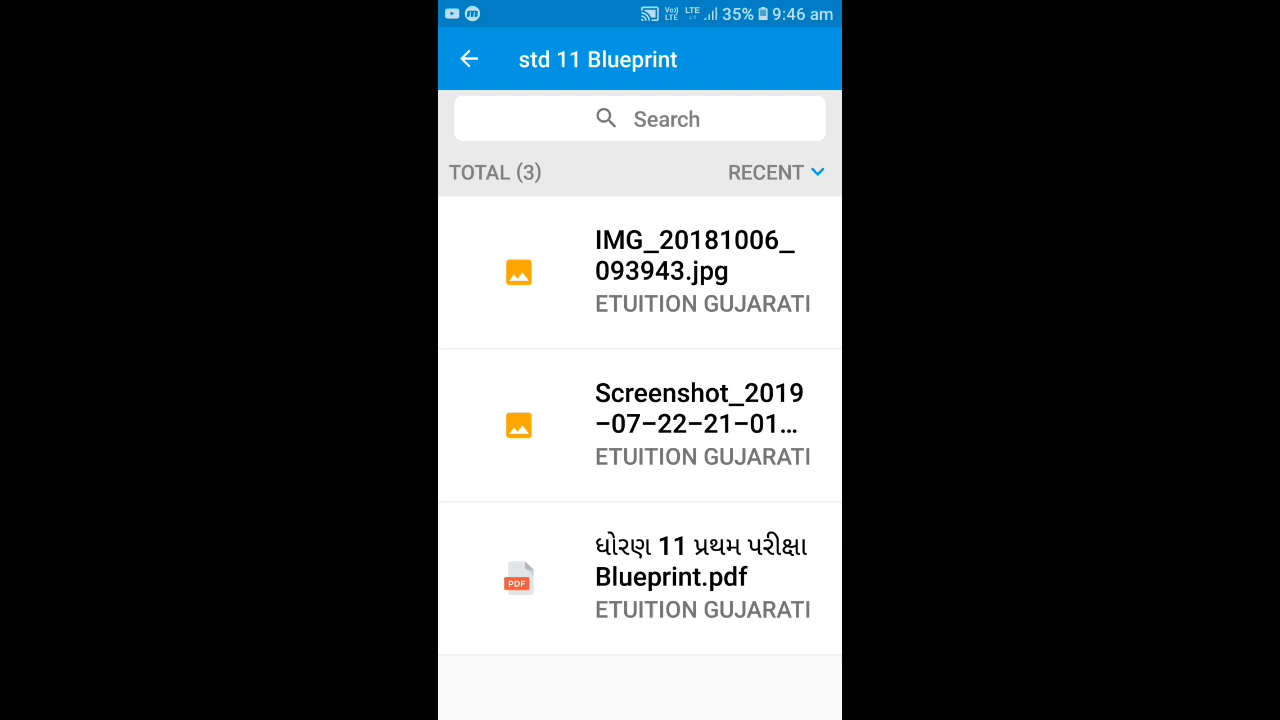 Vo) LTE LTE 35% 9:46 am
std 11 Blueprint
Search
TOTAL (3) RECENT
IMG_20181006_
093943.jpg
ETUITION GUJARATI
Screenshot_2019
-07-22-21-01...
ETUITION GUJARATI
ધોરણ 11 પ્રથમ પરીક્ષા
Blueprint.pdf
PDF
ETUITION GUJARATI